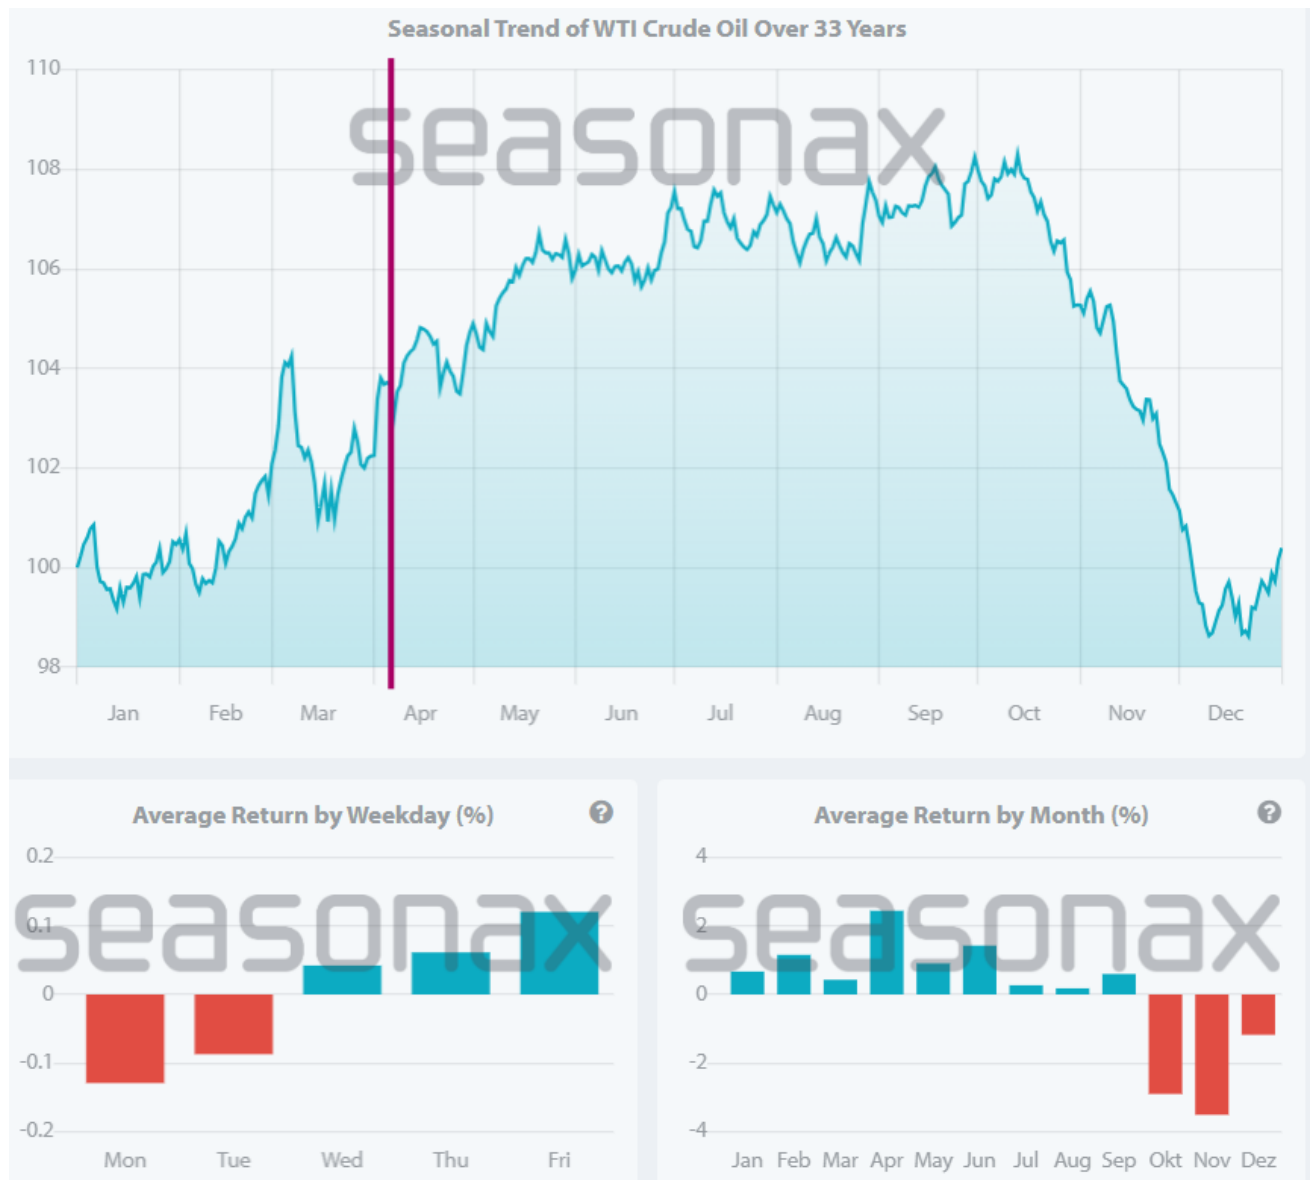 Seasonal Trend of WTI Crude Oil Over 33 Years
110
108
106
104
102
100
98
seasonax
Jan Feb Mar Apr May Jun Jul Aug Sep Oct Nov Dec
Average Return by Weekday (%) ?
0.2
0.1
0
-0.1
-0.2
seasonax
Mon Tue Wed Thu Fri
Average Return by Month (%) ?
4
2
0
-2
-4
seasonax
Jan Feb Mar Apr May Jun Jul Aug Sep Okt Nov Dez